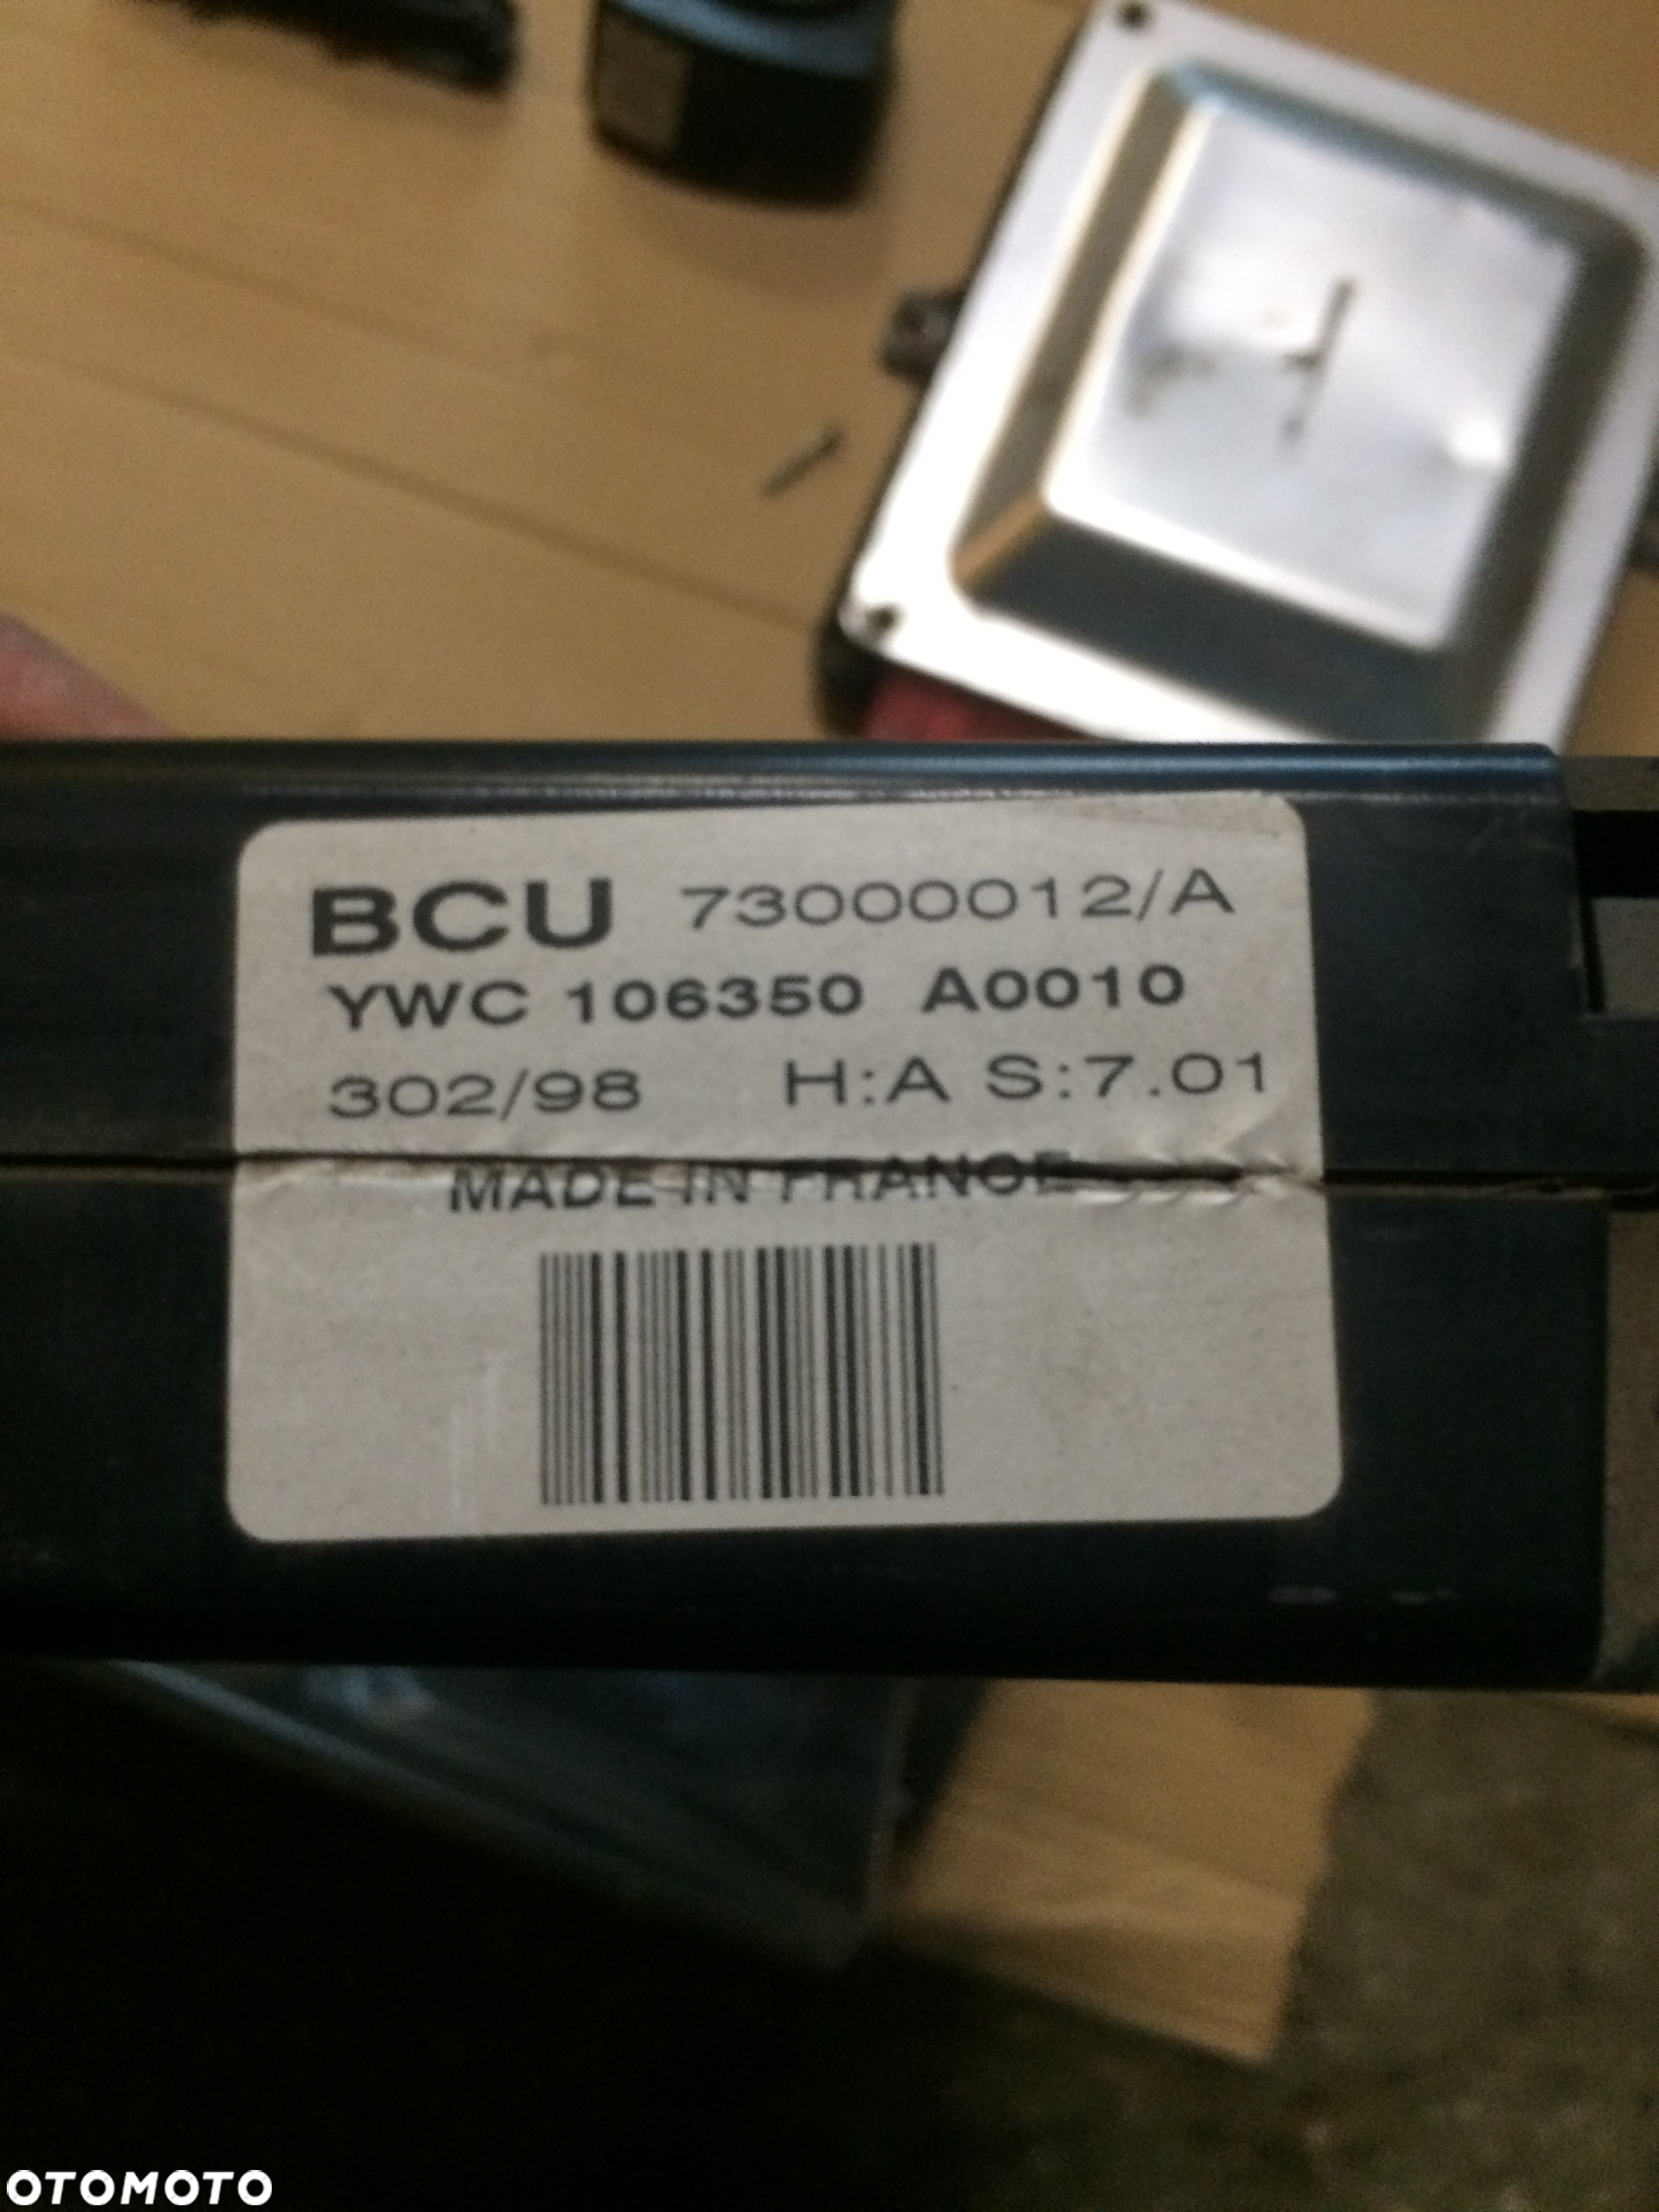 BCU 73000012/A
YWC 106350 A0010
302/98 H:A S:7.01
MADE IN FRANCE
OTOMOTO